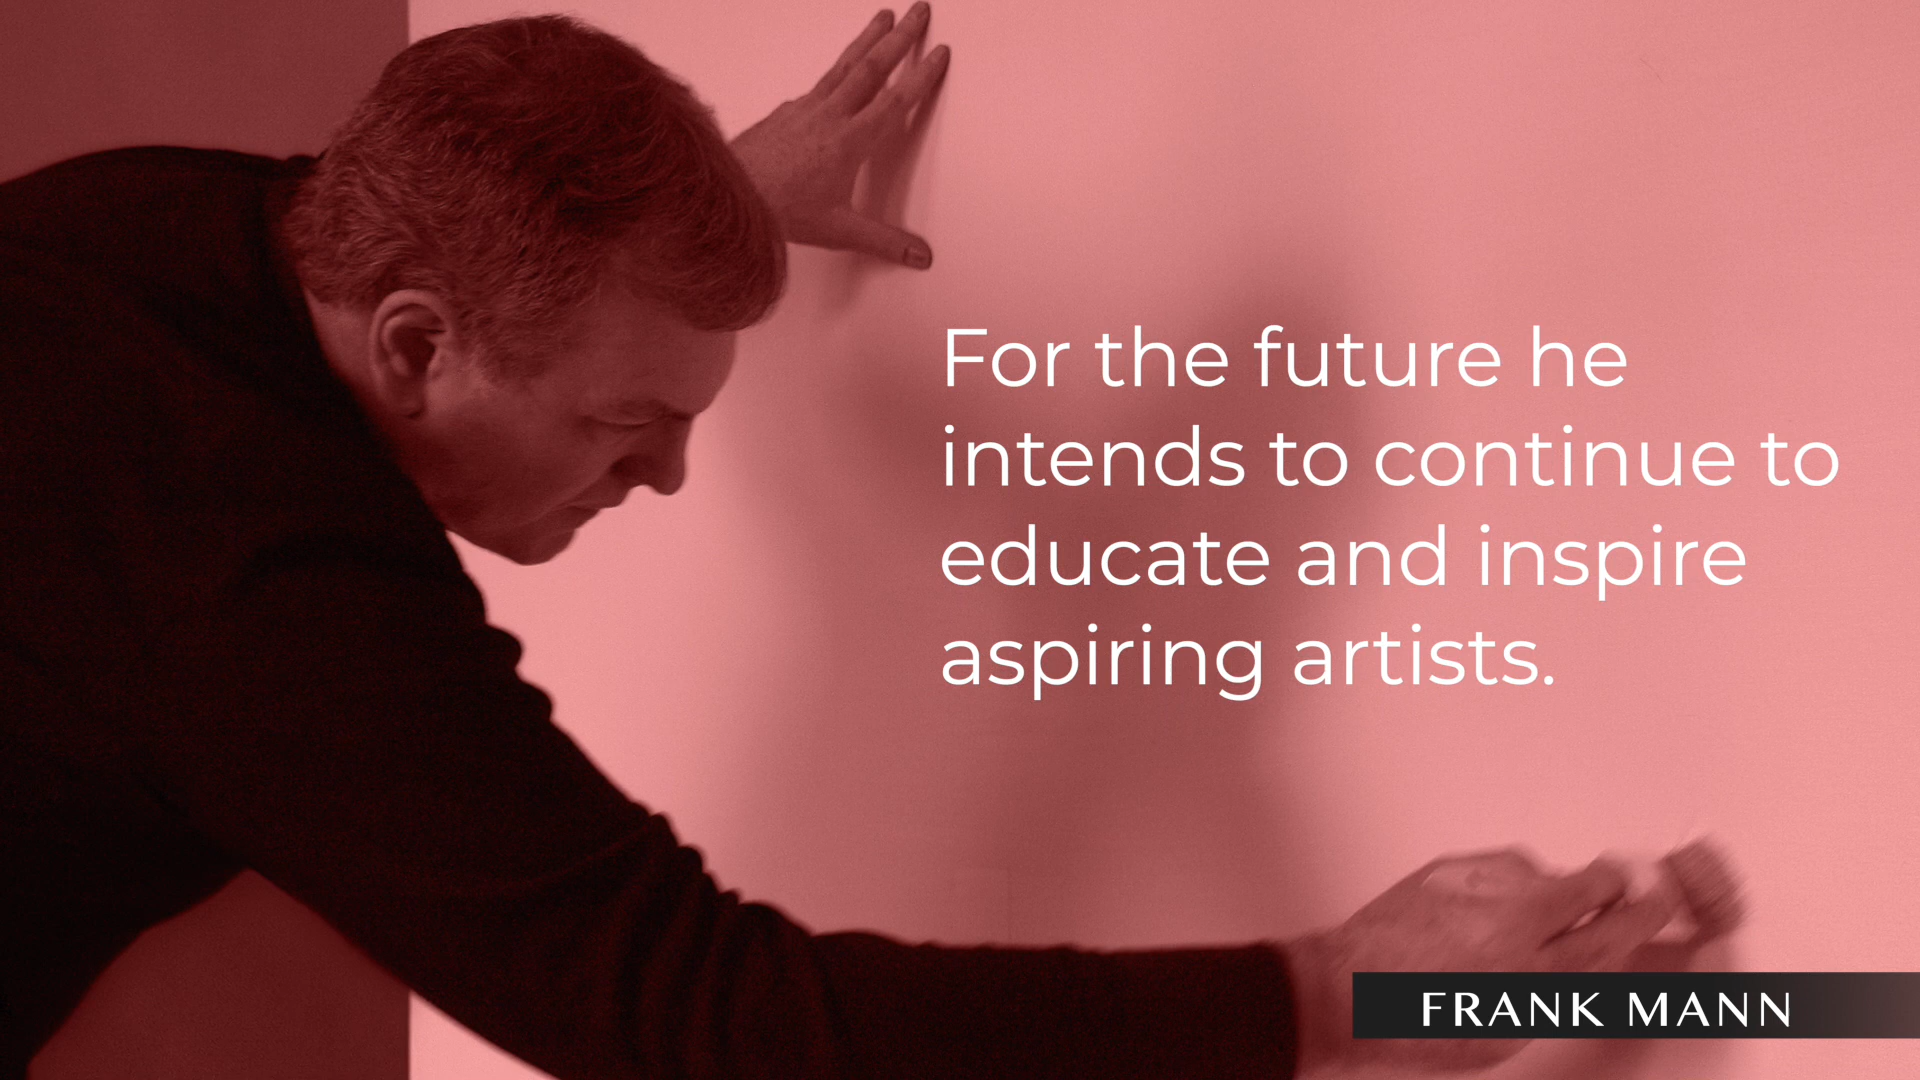 For the future he
intends to continue to
educate and inspire
aspiring artists.
FRANK MANN